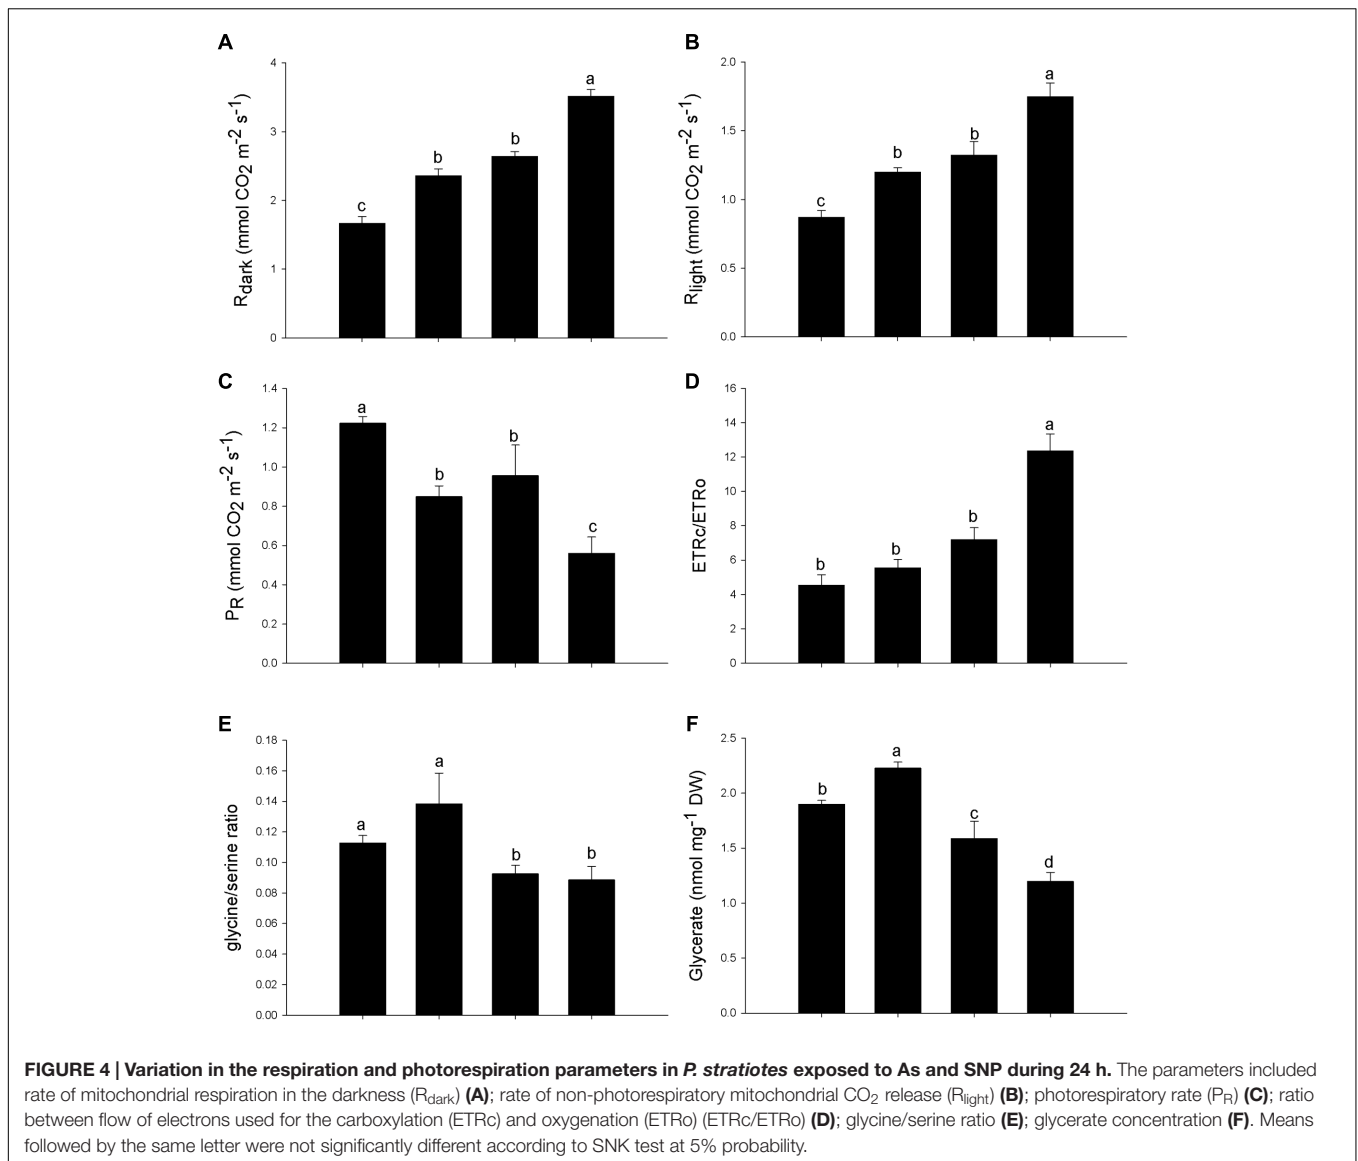 A
4
3
2
1
0
R_dark (mmol CO₂ m⁻² s⁻¹)
c
b
b
a
B
2.0
1.5
1.0
0.5
0.0
R_light (mmol CO₂ m⁻² s⁻¹)
c
b
b
a
C
1.4
1.2
1.0
0.8
0.6
0.4
0.2
0.0
P_R (mmol CO₂ m⁻² s⁻¹)
a
b
b
c
D
16
14
12
10
8
6
4
2
0
ETRc/ETRo
b
b
b
a
E
0.18
0.16
0.14
0.12
0.10
0.08
0.06
0.04
0.02
0.00
glycine/serine ratio
a
a
b
b
F
2.5
2.0
1.5
1.0
0.5
0.0
Glycerate (nmol mg⁻¹ DW)
b
a
c
d
FIGURE 4 | Variation in the respiration and photorespiration parameters in P. stratiotes exposed to As and SNP during 24 h. The parameters included
rate of mitochondrial respiration in the darkness (R_dark) (A); rate of non-photorespiratory mitochondrial CO₂ release (R_light) (B); photorespiratory rate (P_R) (C); ratio
between flow of electrons used for the carboxylation (ETRc) and oxygenation (ETRo) (ETRc/ETRo) (D); glycine/serine ratio (E); glycerate concentration (F). Means
followed by the same letter were not significantly different according to SNK test at 5% probability.